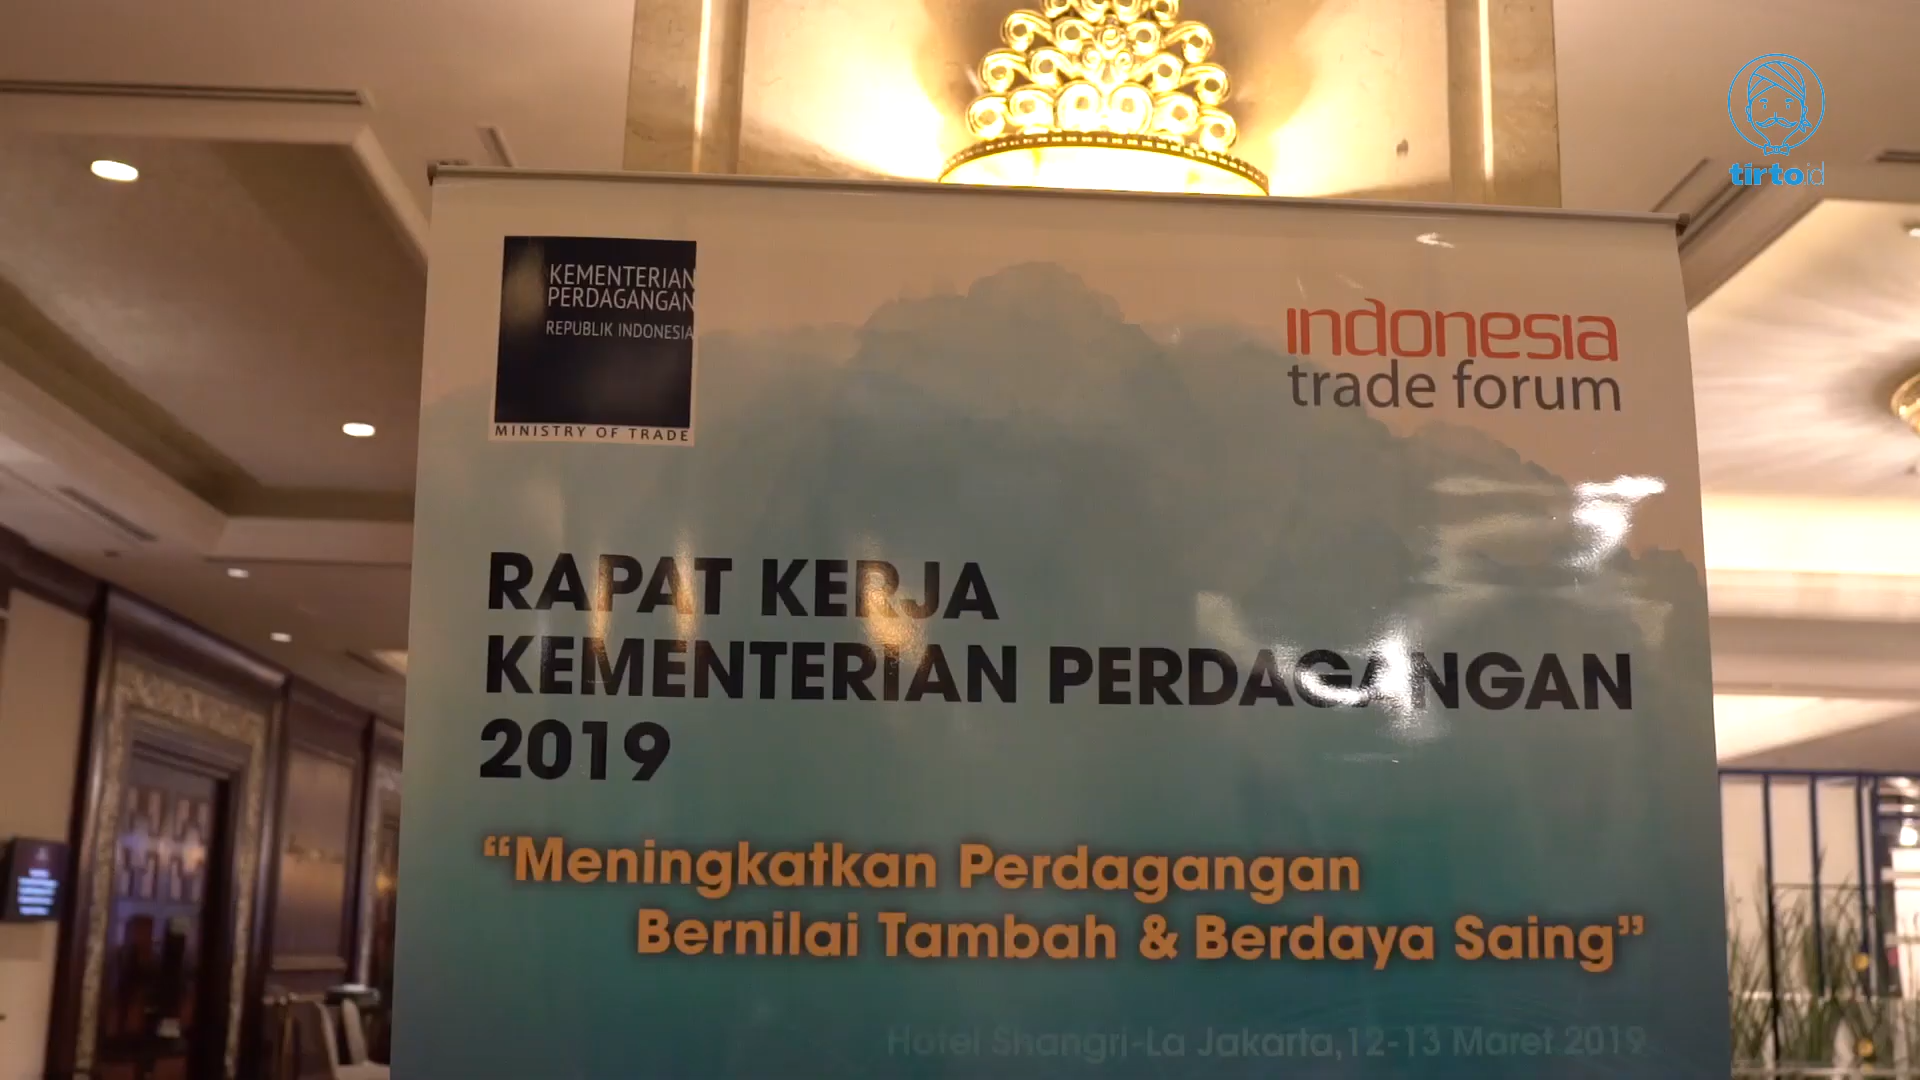 tirtoid
KEMENTERIAN
PERDAGANGAN
REPUBLIK INDONESIA
MINISTRY OF TRADE
indonesia
trade forum
RAPAT KERJA
KEMENTERIAN PERDAGANGAN
2019
“Meningkatkan Perdagangan
Bernilai Tambah & Berdaya Saing”
Hotel Shangri-La Jakarta,12-13 Maret 2019